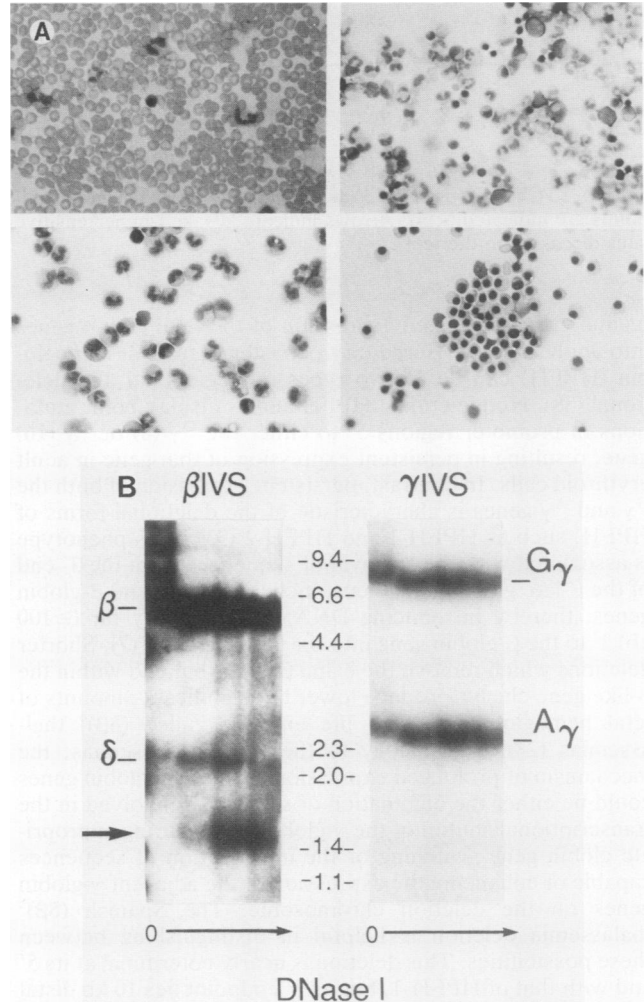 A
B βIVS γIVS
β–
δ–
9.4–
6.6–
4.4–
–2.3–
–2.0–
–1.4
–1.1–
– Gγ
– Aγ
0
0
DNase